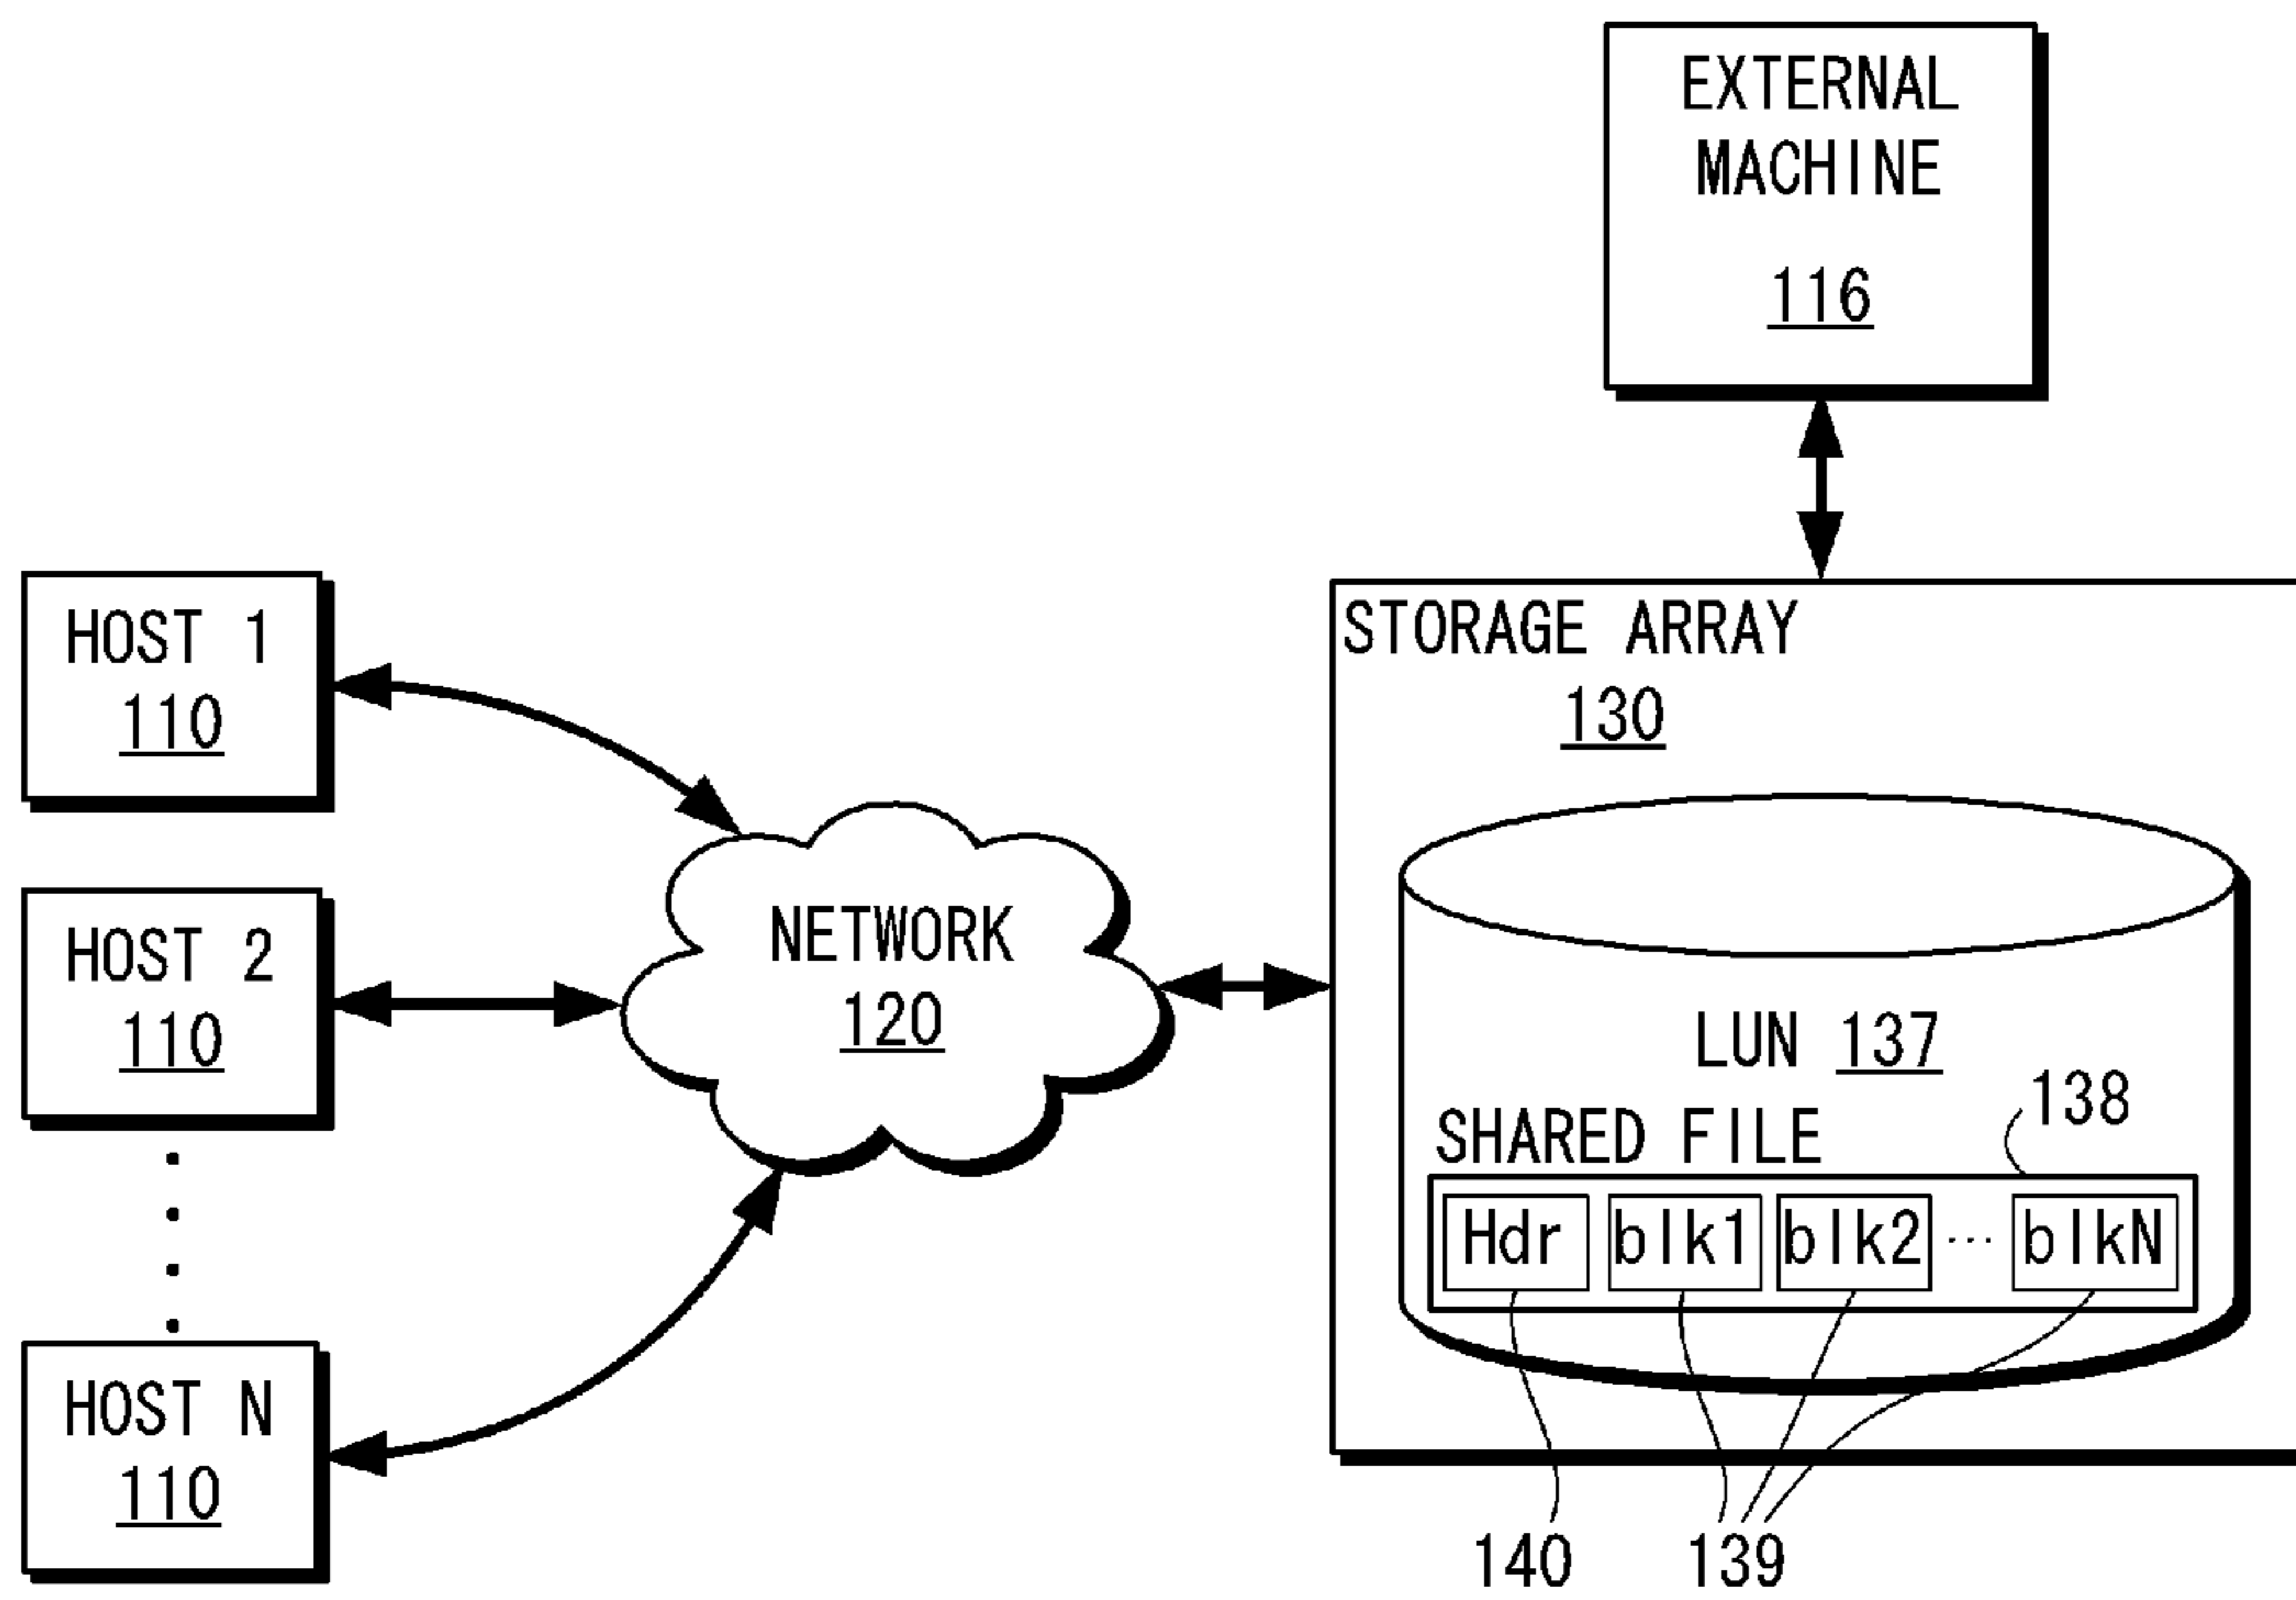 EXTERNAL
MACHINE
116
HOST 1
110
HOST 2
110
HOST N
110
NETWORK
120
STORAGE ARRAY
130
LUN 137
138
SHARED FILE
Hdr blk1 blk2 ... blkN
140 139